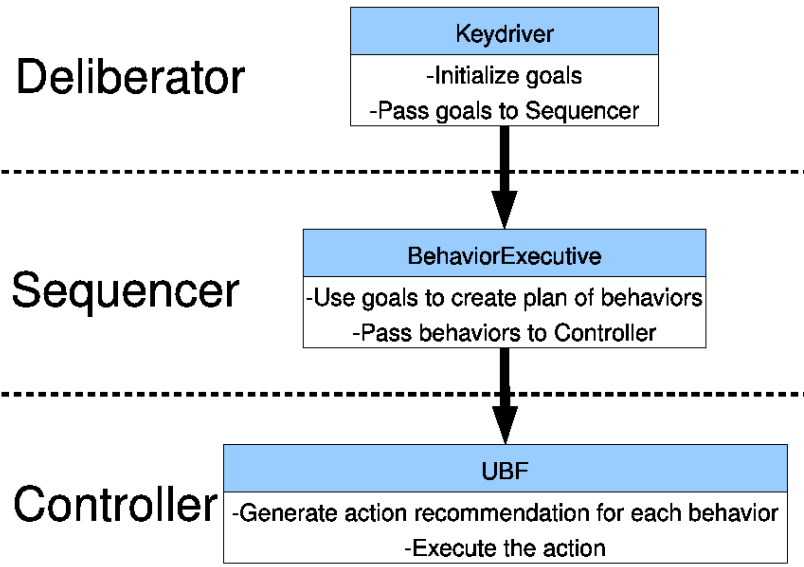 Deliberator
Keydriver
-Initialize goals
-Pass goals to Sequencer
Sequencer
BehaviorExecutive
-Use goals to create plan of behaviors
-Pass behaviors to Controller
Controller
UBF
-Generate action recommendation for each behavior
-Execute the action